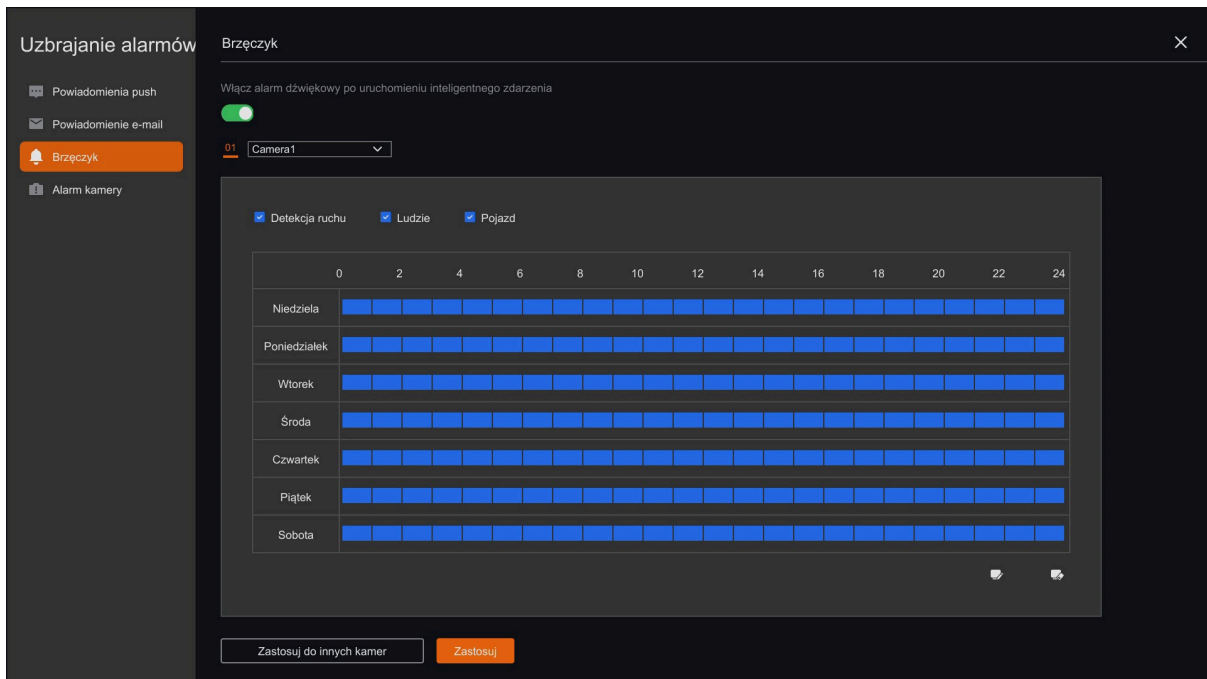 Uzbrajanie alarmów
Powiadomienia push
Powiadomienie e-mail
Brzęczyk
Alarm kamery
Brzęczyk
Włącz alarm dźwiękowy po uruchomieniu inteligentnego zdarzenia
01 Camera1
Detekcja ruchu Ludzie Pojazd
0 2 4 6 8 10 12 14 16 18 20 22 24
Niedziela
Poniedziałek
Wtorek
Środa
Czwartek
Piątek
Sobota
Zastosuj do innych kamer Zastosuj